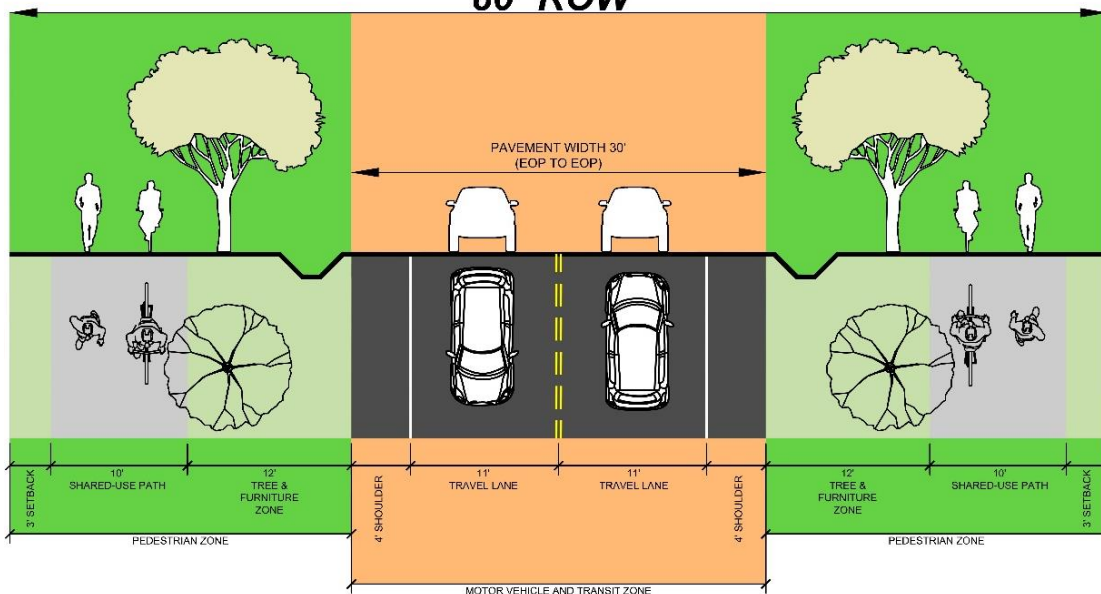 80' ROW
PAVEMENT WIDTH 30'
(EOP TO EOP)
3' SETBACK
10'
SHARED-USE PATH
12'
TREE &
FURNITURE
ZONE
4' SHOULDER
11'
TRAVEL LANE
11'
TRAVEL LANE
4' SHOULDER
12'
TREE &
FURNITURE
ZONE
10'
SHARED-USE PATH
3' SETBACK
PEDESTRIAN ZONE
PEDESTRIAN ZONE
MOTOR VEHICLE AND TRANSIT ZONE